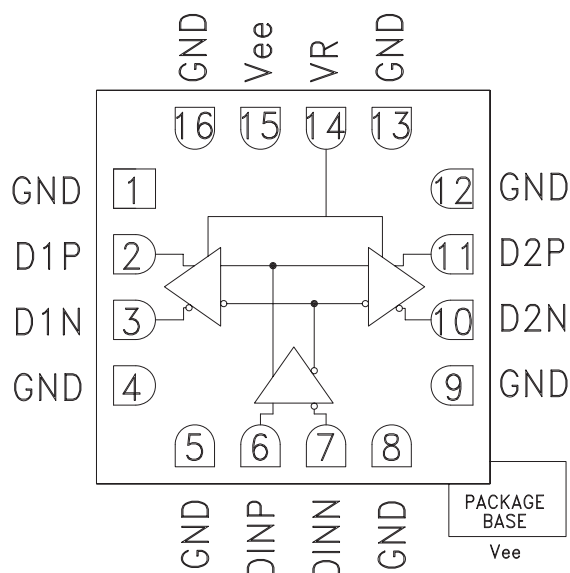 GND
Vee
VR
GND
16
15
14
13
GND
1
12
GND
D1P
2
11
D2P
D1N
3
10
D2N
GND
4
9
GND
5
6
7
8
GND
DINP
DINN
GND
PACKAGE
BASE
Vee